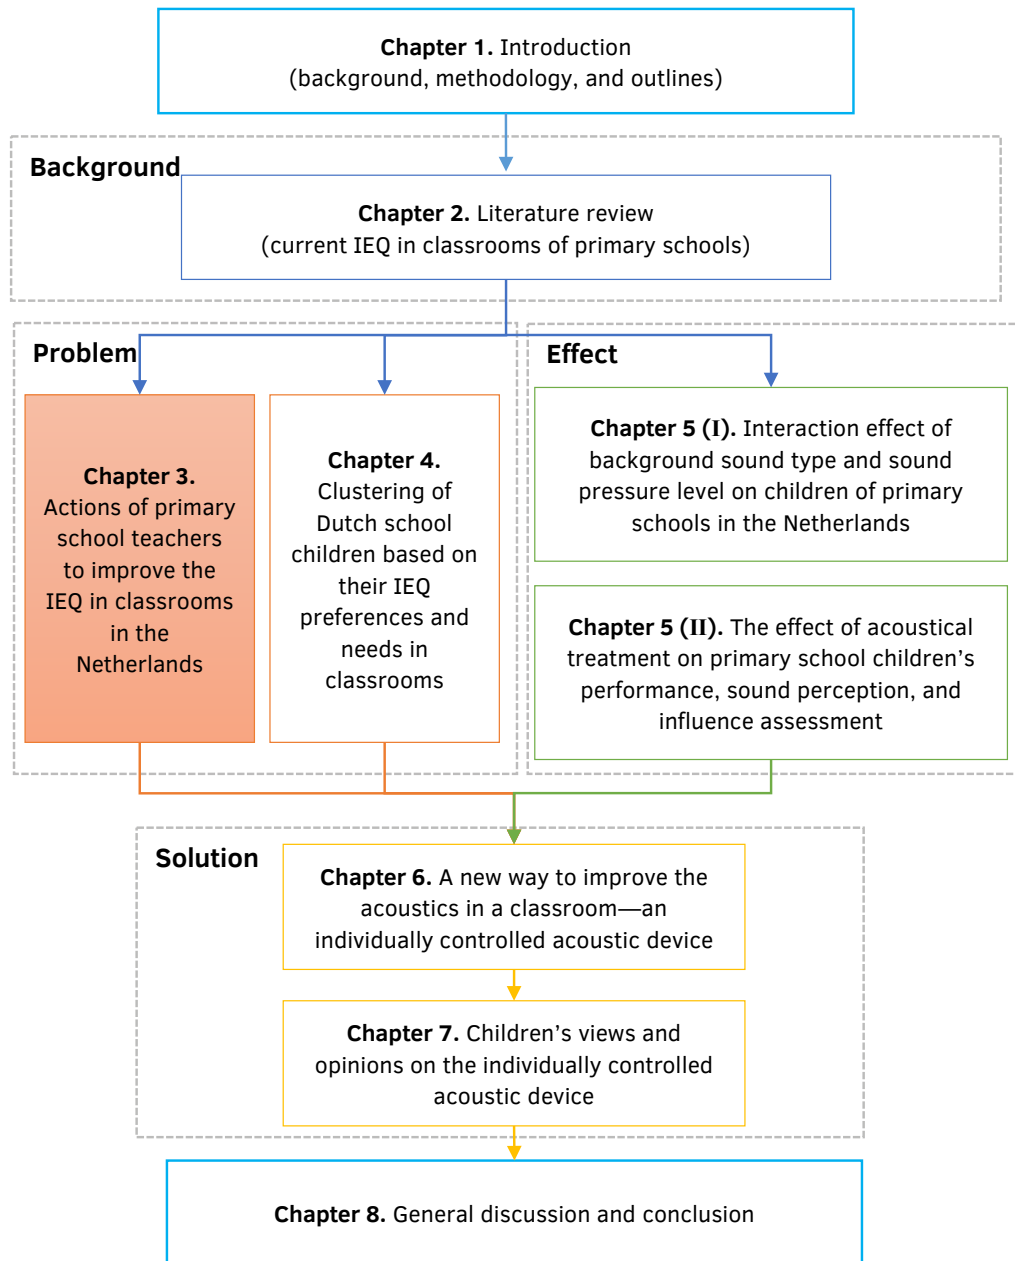 Chapter 1. Introduction
(background, methodology, and outlines)
Background
Chapter 2. Literature review
(current IEQ in classrooms of primary schools)
Problem
Chapter 3.
Actions of primary
school teachers
to improve the
IEQ in classrooms
in the
Netherlands
Chapter 4.
Clustering of
Dutch school
children based on
their IEQ
preferences and
needs in
classrooms
Effect
Chapter 5 (I). Interaction effect of
background sound type and sound
pressure level on children of primary
schools in the Netherlands
Chapter 5 (II). The effect of acoustical
treatment on primary school children’s
performance, sound perception, and
influence assessment
Solution
Chapter 6. A new way to improve the
acoustics in a classroom—an
individually controlled acoustic device
Chapter 7. Children’s views and
opinions on the individually controlled
acoustic device
Chapter 8. General discussion and conclusion